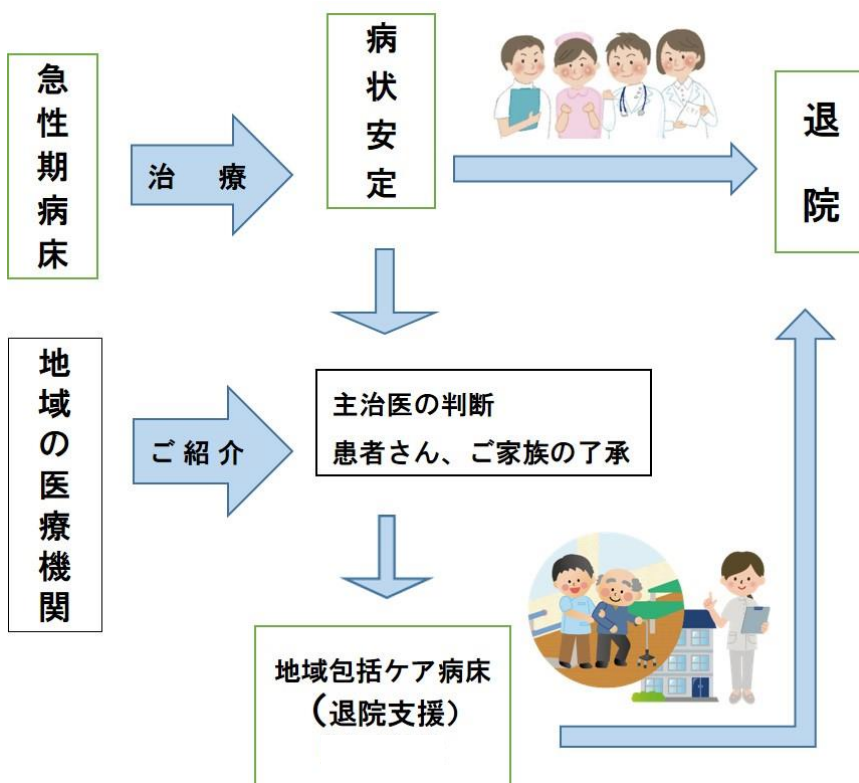 急性期病床
治 療
病状安定
退院
地域の医療機関
ご 紹 介
主治医の判断
患者さん、ご家族の了承
地域包括ケア病床
(退院支援)